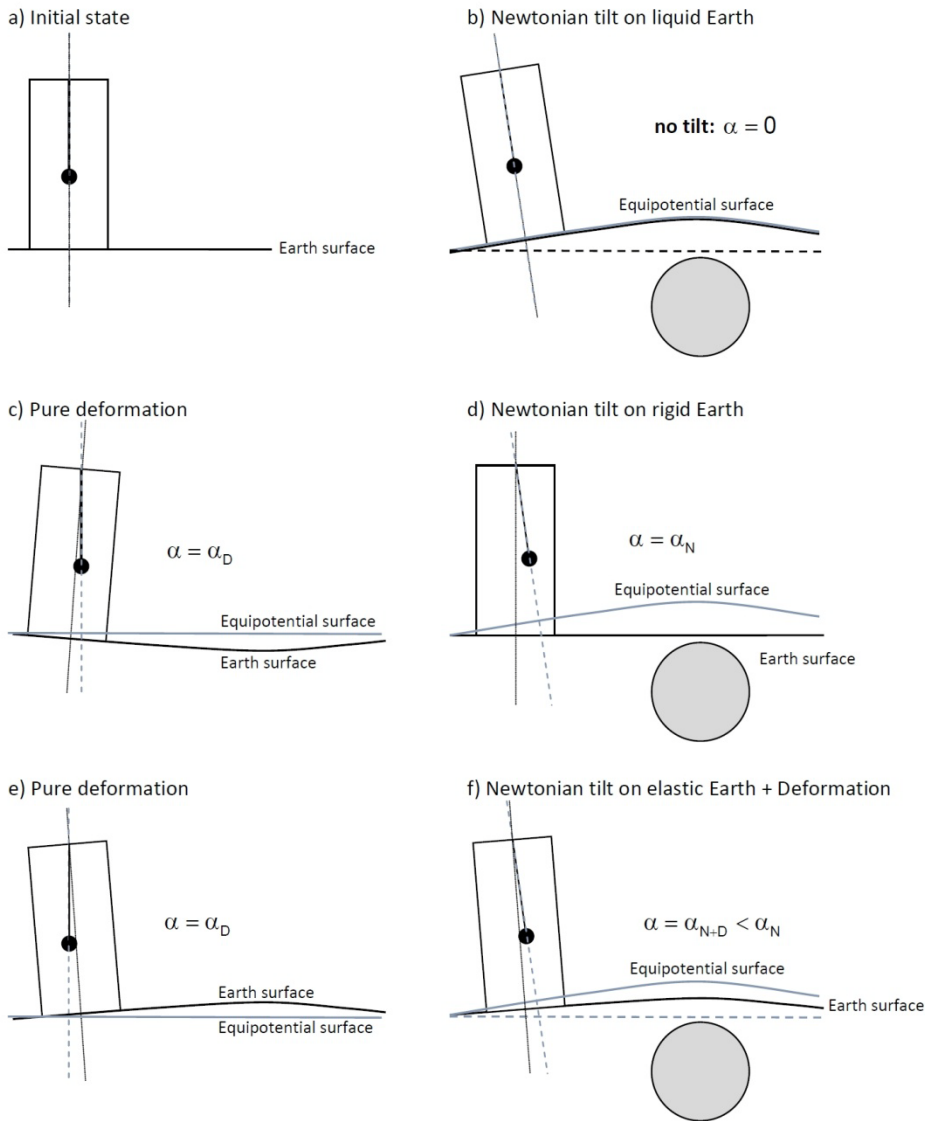 a) Initial state
Earth surface
b) Newtonian tilt on liquid Earth
no tilt: α = 0
Equipotential surface
c) Pure deformation
α = α_D
Equipotential surface
Earth surface
d) Newtonian tilt on rigid Earth
α = α_N
Equipotential surface
Earth surface
e) Pure deformation
α = α_D
Earth surface
Equipotential surface
f) Newtonian tilt on elastic Earth + Deformation
α = α_N+D < α_N
Equipotential surface
Earth surface